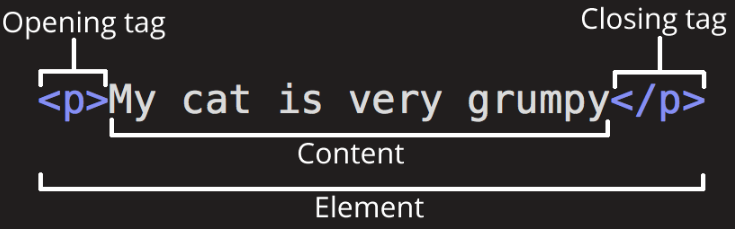 Opening tag
Closing tag
<p>My cat is very grumpy</p>
Content
Element